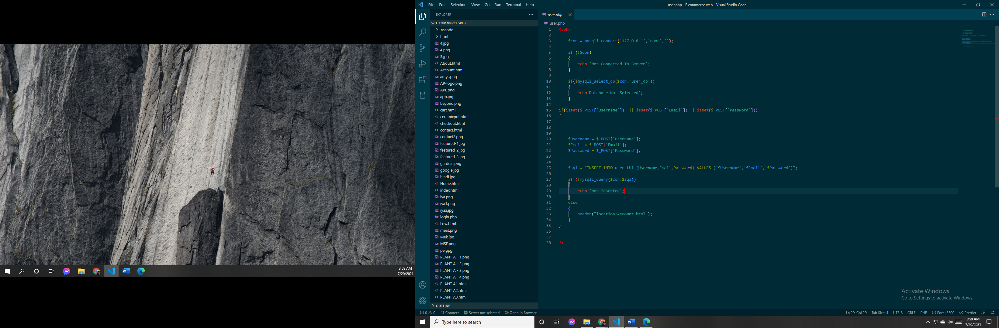 3:59 AM
7/20/2021
File Edit Selection View Go Run Terminal Help
user.php - E commerce web - Visual Studio Code
EXPLORER
E COMMERCE WEB
.vscode
html
4.jpg
4.png
5.jpg
About.html
Account.html
amys.png
AP-logo.png
APL.png
app.jpg
beyond.png
cart.html
ceramicpot.html
checkout.html
contact.html
contact2.png
featured-1.jpg
featured-2.jpg
featured-3.jpg
gardein.png
google.jpg
hindi.jpg
Home.html
index.html
iya.png
iya1.png
iyaa.jpg
login.php
Low.html
meat.png
Mek.jpg
MSF.png
per.jpg
PLANT A - 1.png
PLANT A - 2.png
PLANT A - 3.png
PLANT A - 4.png
PLANT A1.html
PLANT A2.html
PLANT A3.html
OUTLINE
user.php
user.php
1 <?php
2
3 $con = mysqli_connect('127.0.0.1','root','');
4
5 if (!$con)
6 {
7 echo 'Not Connected To Server';
8 }
9
10 if(!mysqli_select_db($con,'user_db'))
11 {
12 echo'Database Not Selected';
13 }
14
15 if(isset($_POST['Username']) || isset($_POST['Email']) || isset($_POST['Password']))
16 {
17
18
19
20 $Username = $_POST['Username'];
21 $Email = $_POST['Email'];
22 $Password = $_POST['Password'];
23
24
25 $sql = "INSERT INTO user_tbl (Username,Email,Password) VALUES ('$Username','$Email','$Password')";
26
27 if (!mysqli_query($con,$sql))
28 {
29 echo 'not inserted';
30 }
31 else
32 {
33 header("location:Account.html");
34 }
35 }
36
37
38 ?>
Activate Windows
Go to Settings to activate Windows.
0 0 Connect Server not selected Open In Browser
Ln 29, Col 29 Tab Size: 4 UTF-8 CRLF PHP Port : 5500 Prettier
Type here to search
3:59 AM
7/20/2021